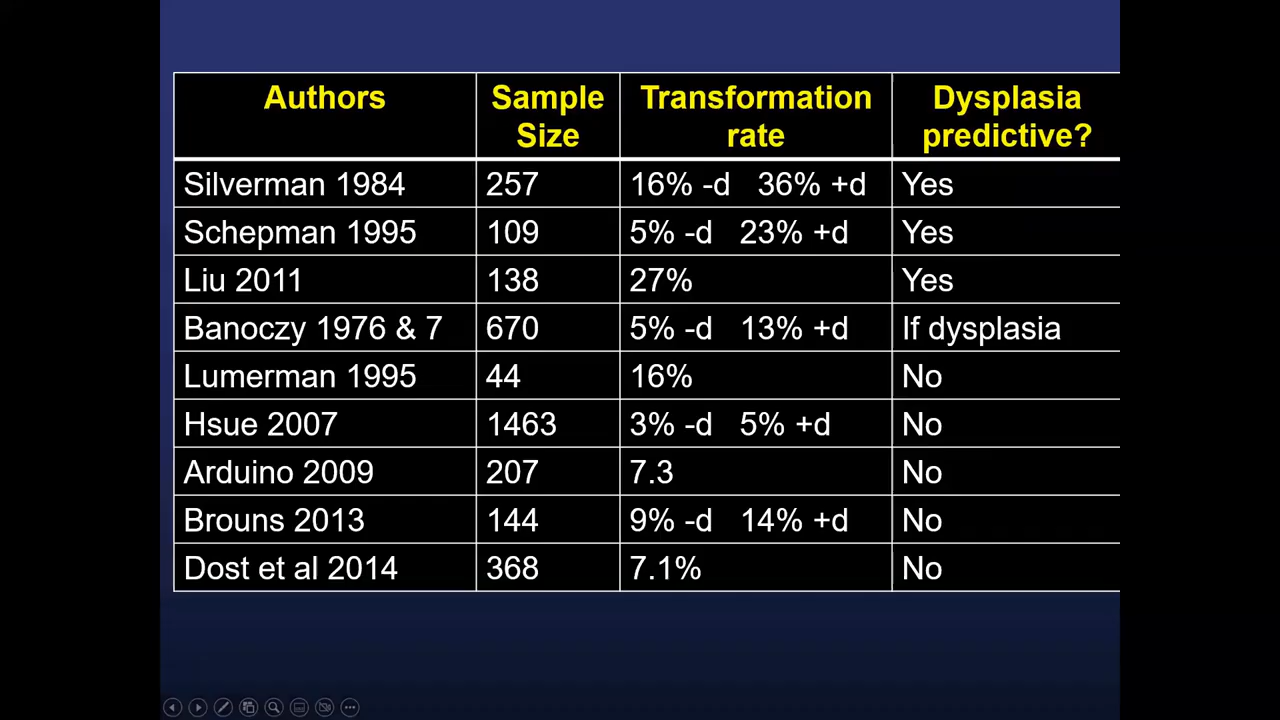 Authors Sample Size Transformation rate Dysplasia predictive?
Silverman 1984 257 16% -d 36% +d Yes
Schepman 1995 109 5% -d 23% +d Yes
Liu 2011 138 27% Yes
Banoczy 1976 & 7 670 5% -d 13% +d If dysplasia
Lumerman 1995 44 16% No
Hsue 2007 1463 3% -d 5% +d No
Arduino 2009 207 7.3 No
Brouns 2013 144 9% -d 14% +d No
Dost et al 2014 368 7.1% No